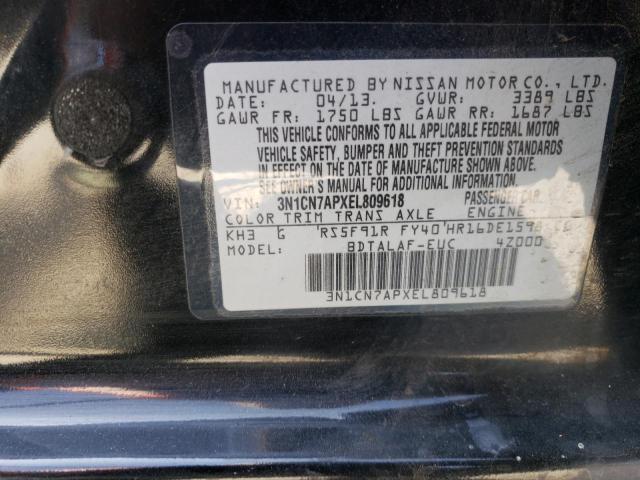 MANUFACTURED BY NISSAN MOTOR CO., LTD.
DATE: 04/13. GVWR: 3389 LBS
GAWR FR: 1750 LBS GAWR RR: 1687 LBS
THIS VEHICLE CONFORMS TO ALL APPLICABLE FEDERAL MOTOR
VEHICLE SAFETY, BUMPER AND THEFT PREVENTION STANDARDS
IN EFFECT ON THE DATE OF MANUFACTURE SHOWN ABOVE.
SEE OWNER'S MANUAL FOR ADDITIONAL INFORMATION.
VIN: 3N1CN7APXEL809618 PASSENGER CAR
COLOR TRIM TRANS AXLE ENGINE
KH3 G RS5F91R FY40 HR16DE1598
MODEL: BDTALAF-EUC
3N1CN7APXEL809618